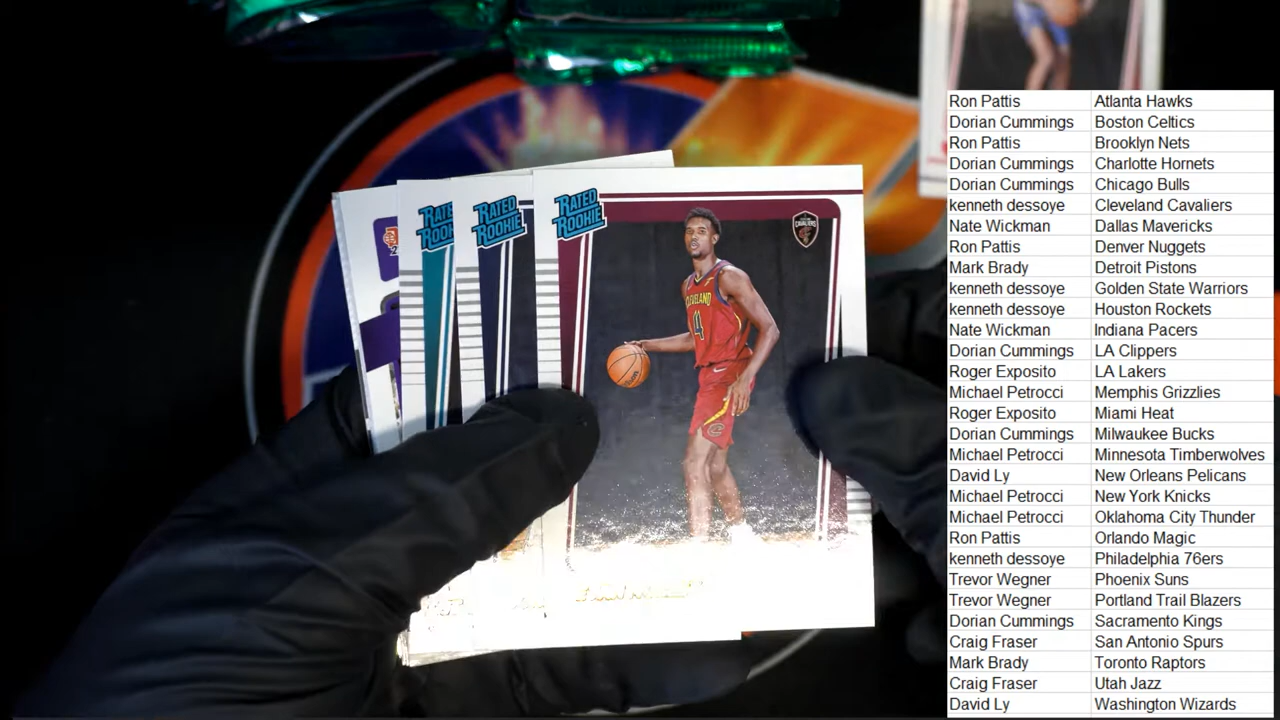 RATED ROOKIE
RATED ROOKIE
RATED ROOKIE
CLEVELAND
4
Ron Pattis Atlanta Hawks
Dorian Cummings Boston Celtics
Ron Pattis Brooklyn Nets
Dorian Cummings Charlotte Hornets
Dorian Cummings Chicago Bulls
kenneth dessoye Cleveland Cavaliers
Nate Wickman Dallas Mavericks
Ron Pattis Denver Nuggets
Mark Brady Detroit Pistons
kenneth dessoye Golden State Warriors
kenneth dessoye Houston Rockets
Nate Wickman Indiana Pacers
Dorian Cummings LA Clippers
Roger Exposito LA Lakers
Michael Petrocci Memphis Grizzlies
Roger Exposito Miami Heat
Dorian Cummings Milwaukee Bucks
Michael Petrocci Minnesota Timberwolves
David Ly New Orleans Pelicans
Michael Petrocci New York Knicks
Michael Petrocci Oklahoma City Thunder
Ron Pattis Orlando Magic
kenneth dessoye Philadelphia 76ers
Trevor Wegner Phoenix Suns
Trevor Wegner Portland Trail Blazers
Dorian Cummings Sacramento Kings
Craig Fraser San Antonio Spurs
Mark Brady Toronto Raptors
Craig Fraser Utah Jazz
David Ly Washington Wizards